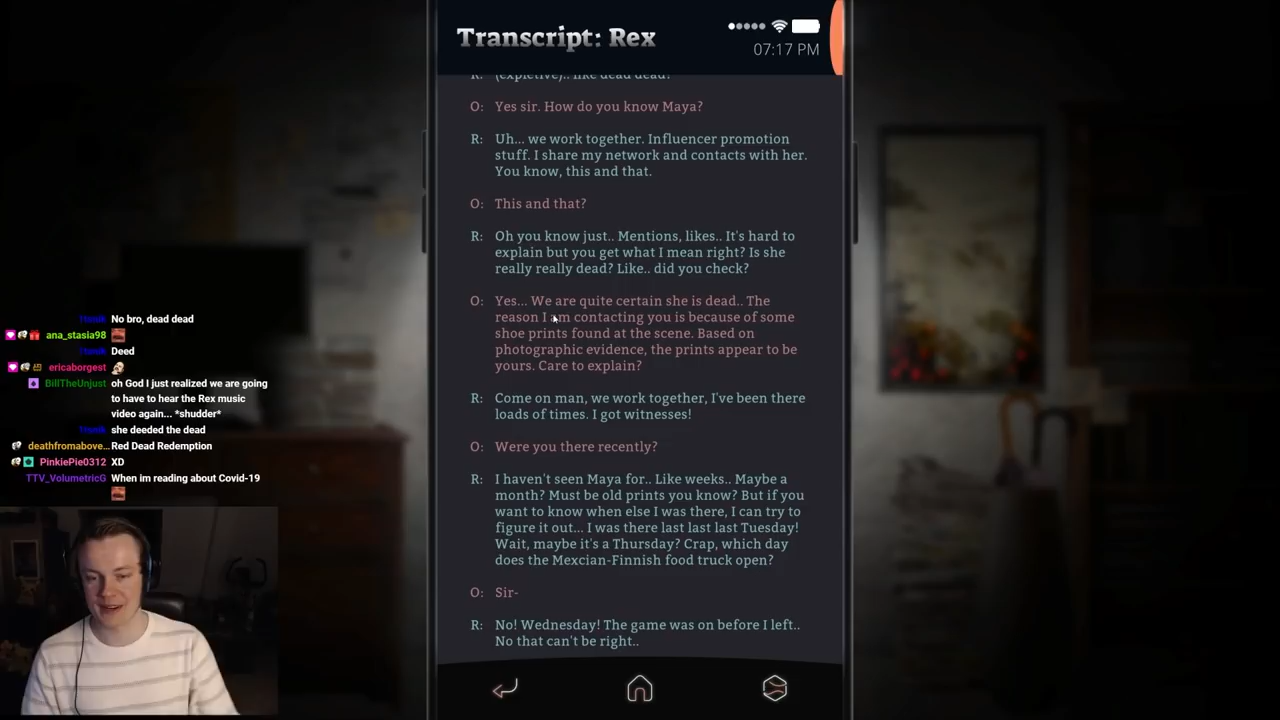 Transcript: Rex
07:17 PM
R: (expletive).. like dead dead?
O: Yes sir. How do you know Maya?
R: Uh... we work together. Influencer promotion
stuff. I share my network and contacts with her.
You know, this and that.
O: This and that?
R: Oh you know just.. Mentions, likes.. It's hard to
explain but you get what I mean right? Is she
really really dead? Like.. did you check?
O: Yes... We are quite certain she is dead.. The
reason I am contacting you is because of some
shoe prints found at the scene. Based on
photographic evidence, the prints appear to be
yours. Care to explain?
R: Come on man, we work together, I've been there
loads of times. I got witnesses!
O: Were you there recently?
R: I haven't seen Maya for.. Like weeks.. Maybe a
month? Must be old prints you know? But if you
want to know when else I was there, I can try to
figure it out... I was there last last last Tuesday!
Wait, maybe it's a Thursday? Crap, which day
does the Mexcian-Finnish food truck open?
O: Sir-
R: No! Wednesday! The game was on before I left..
No that can't be right..
No bro, dead dead
ana_stasia98
Deed
ericaborgest
BillTheUnjust oh God I just realized we are going
to have to hear the Rex music
video again... *shudder*
she deeded the dead
deathfromabove... Red Dead Redemption
PinkiePie0312 XD
TTV_VolumetricG When im reading about Covid-19